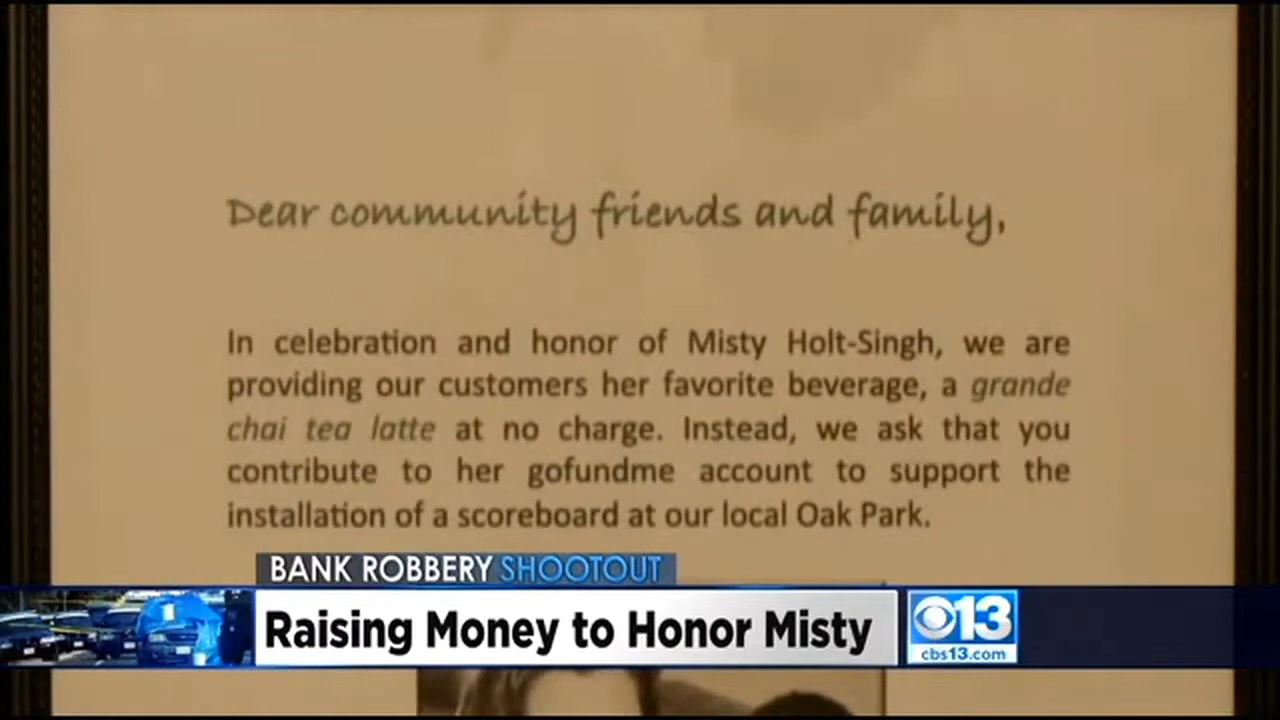 Dear community friends and family,
In celebration and honor of Misty Holt-Singh, we are
providing our customers her favorite beverage, a grande
chai tea latte at no charge. Instead, we ask that you
contribute to her gofundme account to support the
installation of a scoreboard at our local Oak Park.
BANK ROBBERY SHOOTOUT
Raising Money to Honor Misty
13
cbs13.com